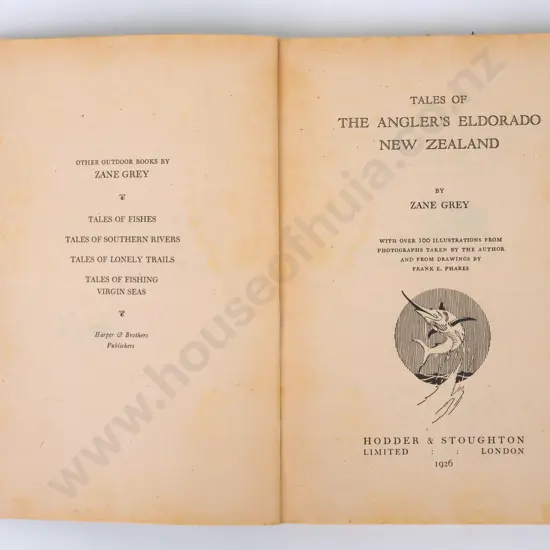 OTHER OUTDOOR BOOKS BY
ZANE GREY
TALES OF FISHES
TALES OF SOUTHERN RIVERS
TALES OF LONELY TRAILS
TALES OF FISHING
VIRGIN SEAS
Harper & Brothers
Publishers
TALES OF
THE ANGLER'S ELDORADO
NEW ZEALAND
BY
ZANE GREY
WITH OVER 100 ILLUSTRATIONS FROM
PHOTOGRAPHS TAKEN BY THE AUTHOR
AND FROM DRAWINGS BY
FRANK E. PHARES
HODDER & STOUGHTON
LIMITED : : LONDON
1926
www.houseofhuia.co.nz